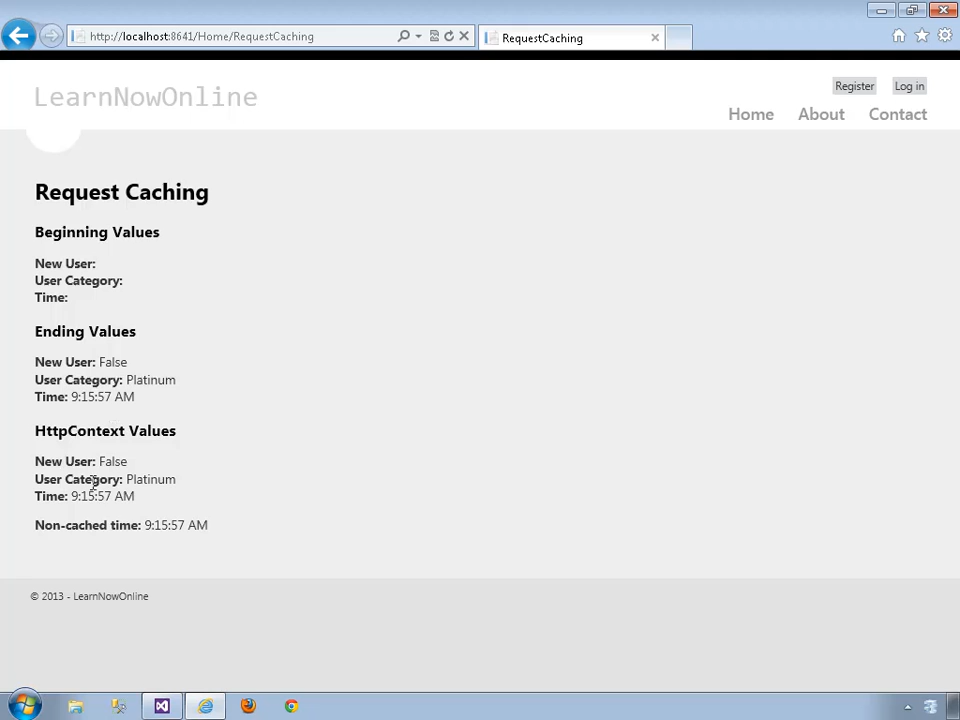 http://localhost:8641/Home/RequestCaching
RequestCaching
LearnNowOnline
Register
Log in
Home
About
Contact
Request Caching
Beginning Values
New User:
User Category:
Time:
Ending Values
New User: False
User Category: Platinum
Time: 9:15:57 AM
HttpContext Values
New User: False
User Category: Platinum
Time: 9:15:57 AM
Non-cached time: 9:15:57 AM
© 2013 - LearnNowOnline